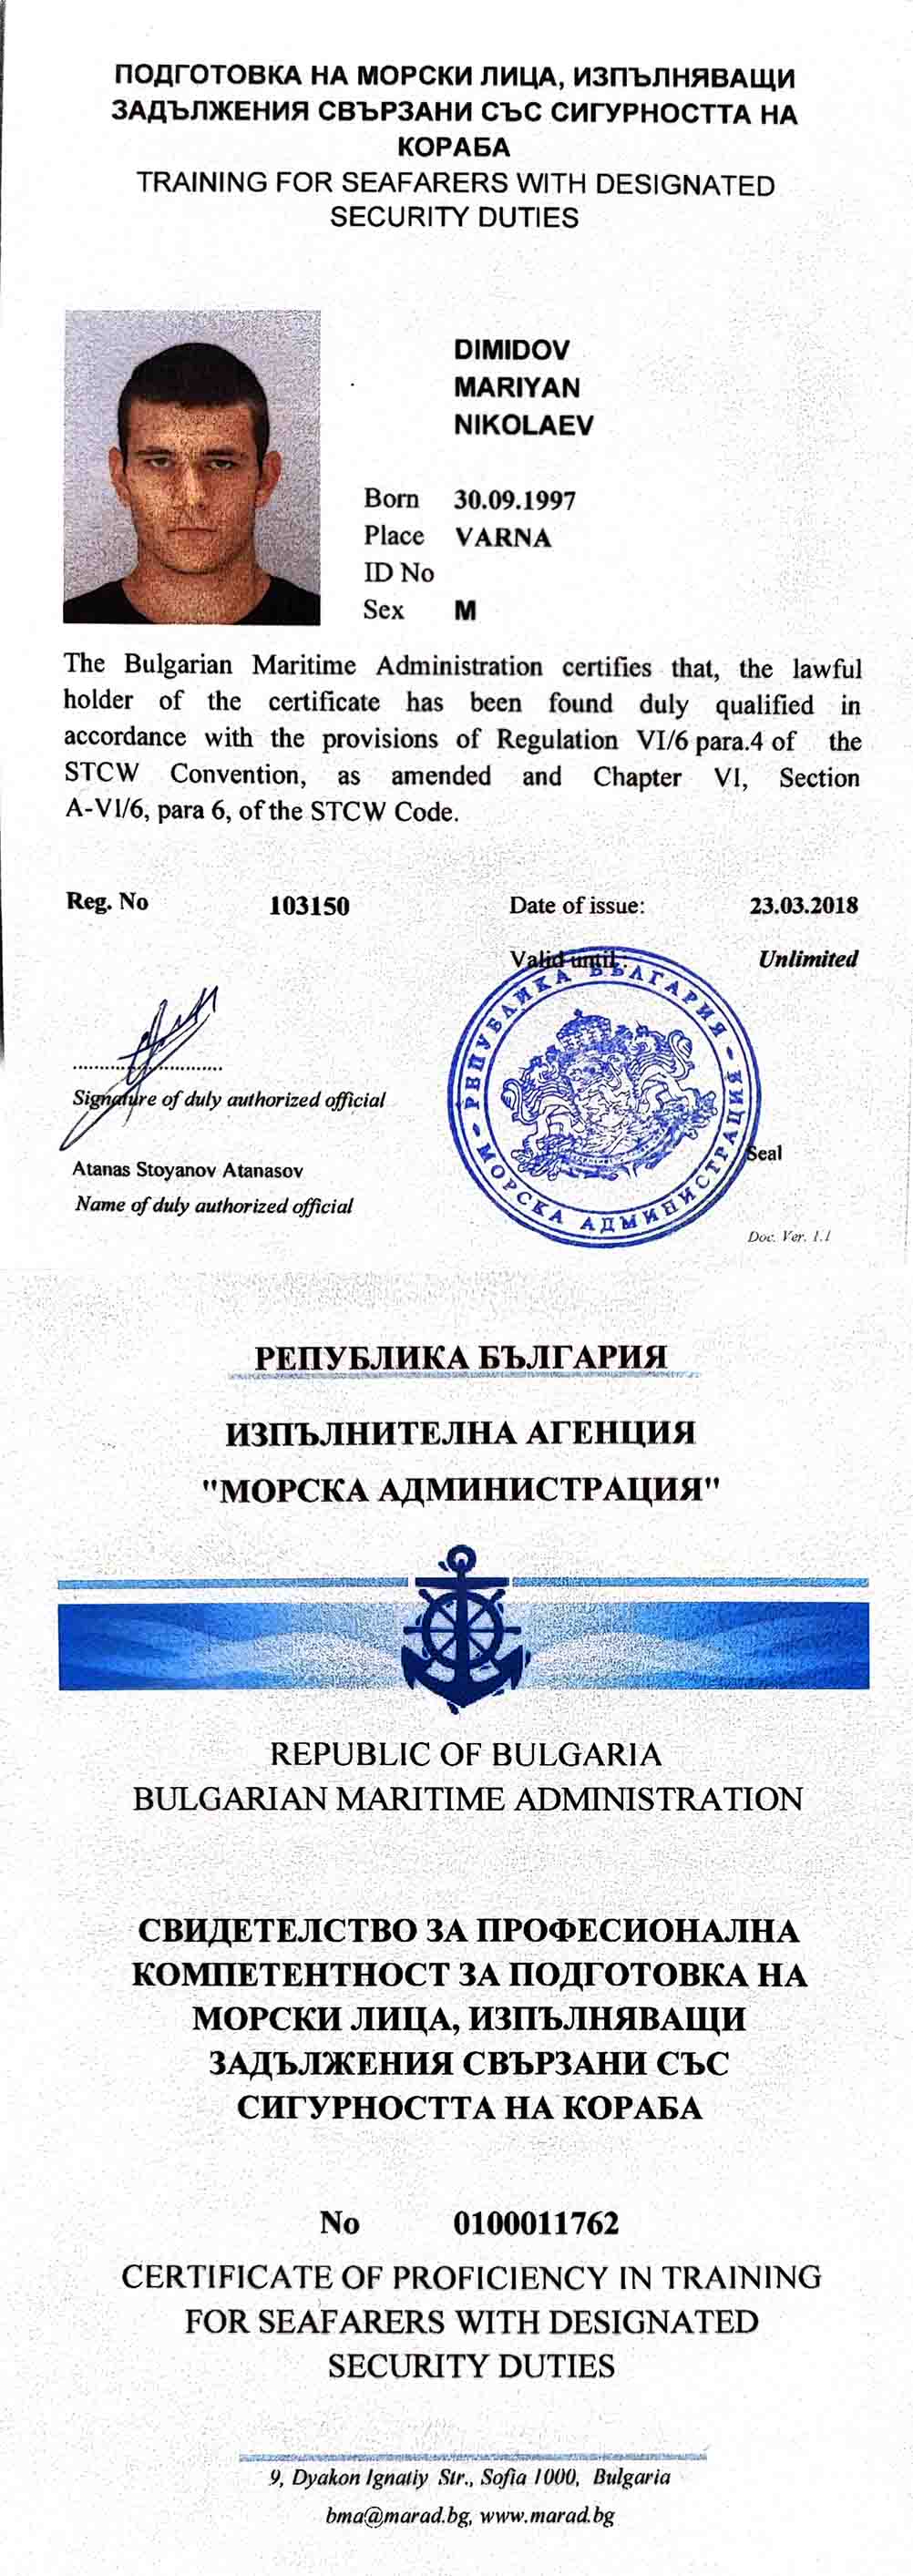 ПОДГОТОВКА НА МОРСКИ ЛИЦА, ИЗПЪЛНЯВАЩИ
ЗАДЪЛЖЕНИЯ СВЪРЗАНИ СЪС СИГУРНОСТТА НА
КОРАБА
TRAINING FOR SEAFARERS WITH DESIGNATED
SECURITY DUTIES
DIMIDOV
MARIYAN
NIKOLAEV
Born 30.09.1997
Place VARNA
ID No
Sex M
The Bulgarian Maritime Administration certifies that, the lawful
holder of the certificate has been found duly qualified in
accordance with the provisions of Regulation VI/6 para.4 of the
STCW Convention, as amended and Chapter VI, Section
A-VI/6, para 6, of the STCW Code.
Reg. No 103150 Date of issue: 23.03.2018
Valid until: Unlimited
РЕПУБЛИКА БЪЛГАРИЯ - МОРСКА АДМИНИСТРАЦИЯ -
Signature of duly authorized official
Seal
Atanas Stoyanov Atanasov
Name of duly authorized official
Doc. Ver. 1.1
РЕПУБЛИКА БЪЛГАРИЯ
ИЗПЪЛНИТЕЛНА АГЕНЦИЯ
"МОРСКА АДМИНИСТРАЦИЯ"
REPUBLIC OF BULGARIA
BULGARIAN MARITIME ADMINISTRATION
СВИДЕТЕЛСТВО ЗА ПРОФЕСИОНАЛНА
КОМПЕТЕНТНОСТ ЗА ПОДГОТОВКА НА
МОРСКИ ЛИЦА, ИЗПЪЛНЯВАЩИ
ЗАДЪЛЖЕНИЯ СВЪРЗАНИ СЪС
СИГУРНОСТТА НА КОРАБА
No 0100011762
CERTIFICATE OF PROFICIENCY IN TRAINING
FOR SEAFARERS WITH DESIGNATED
SECURITY DUTIES
9, Dyakon Ignatiy Str., Sofia 1000, Bulgaria
bma@marad.bg, www.marad.bg